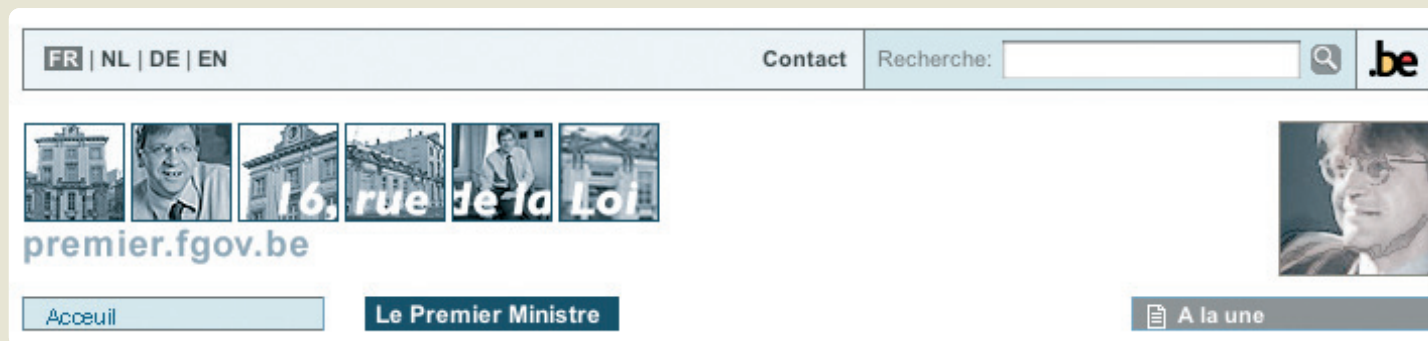 FR | NL | DE | EN
Contact
Recherche:
.be
16, rue de la Loi
premier.fgov.be
Acceuil
Le Premier Ministre
A la une